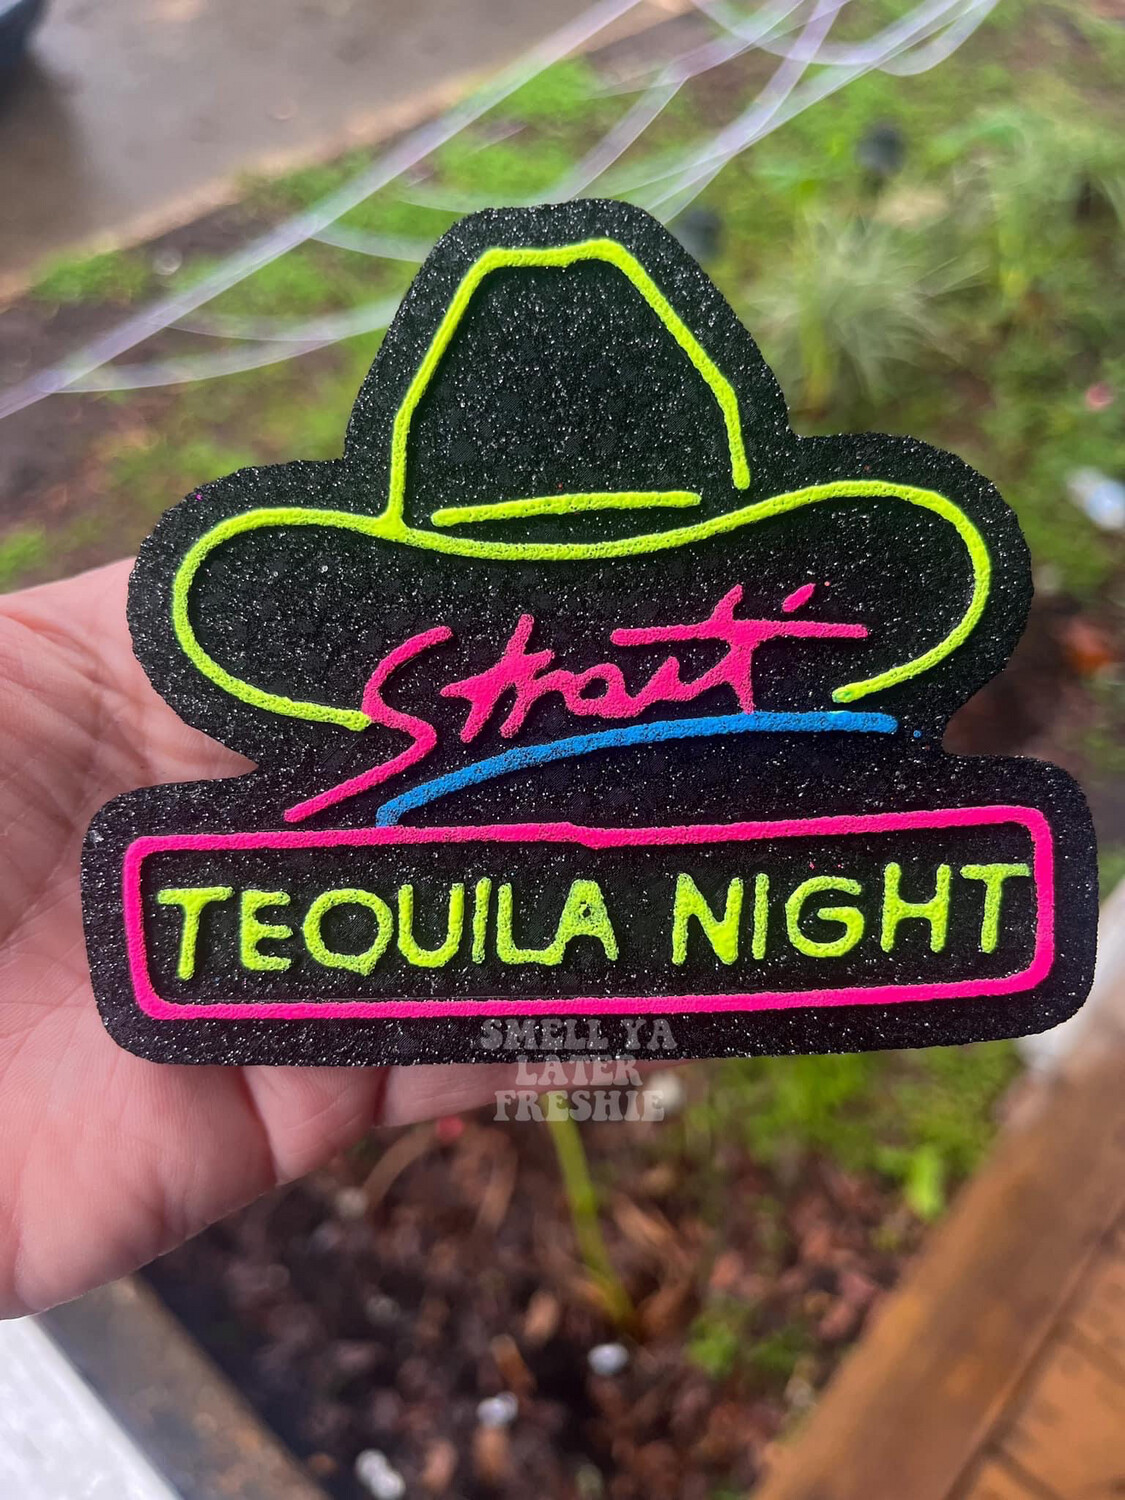 Strait
TEQUILA NIGHT
SMELL YA
LATER
FRESHIE